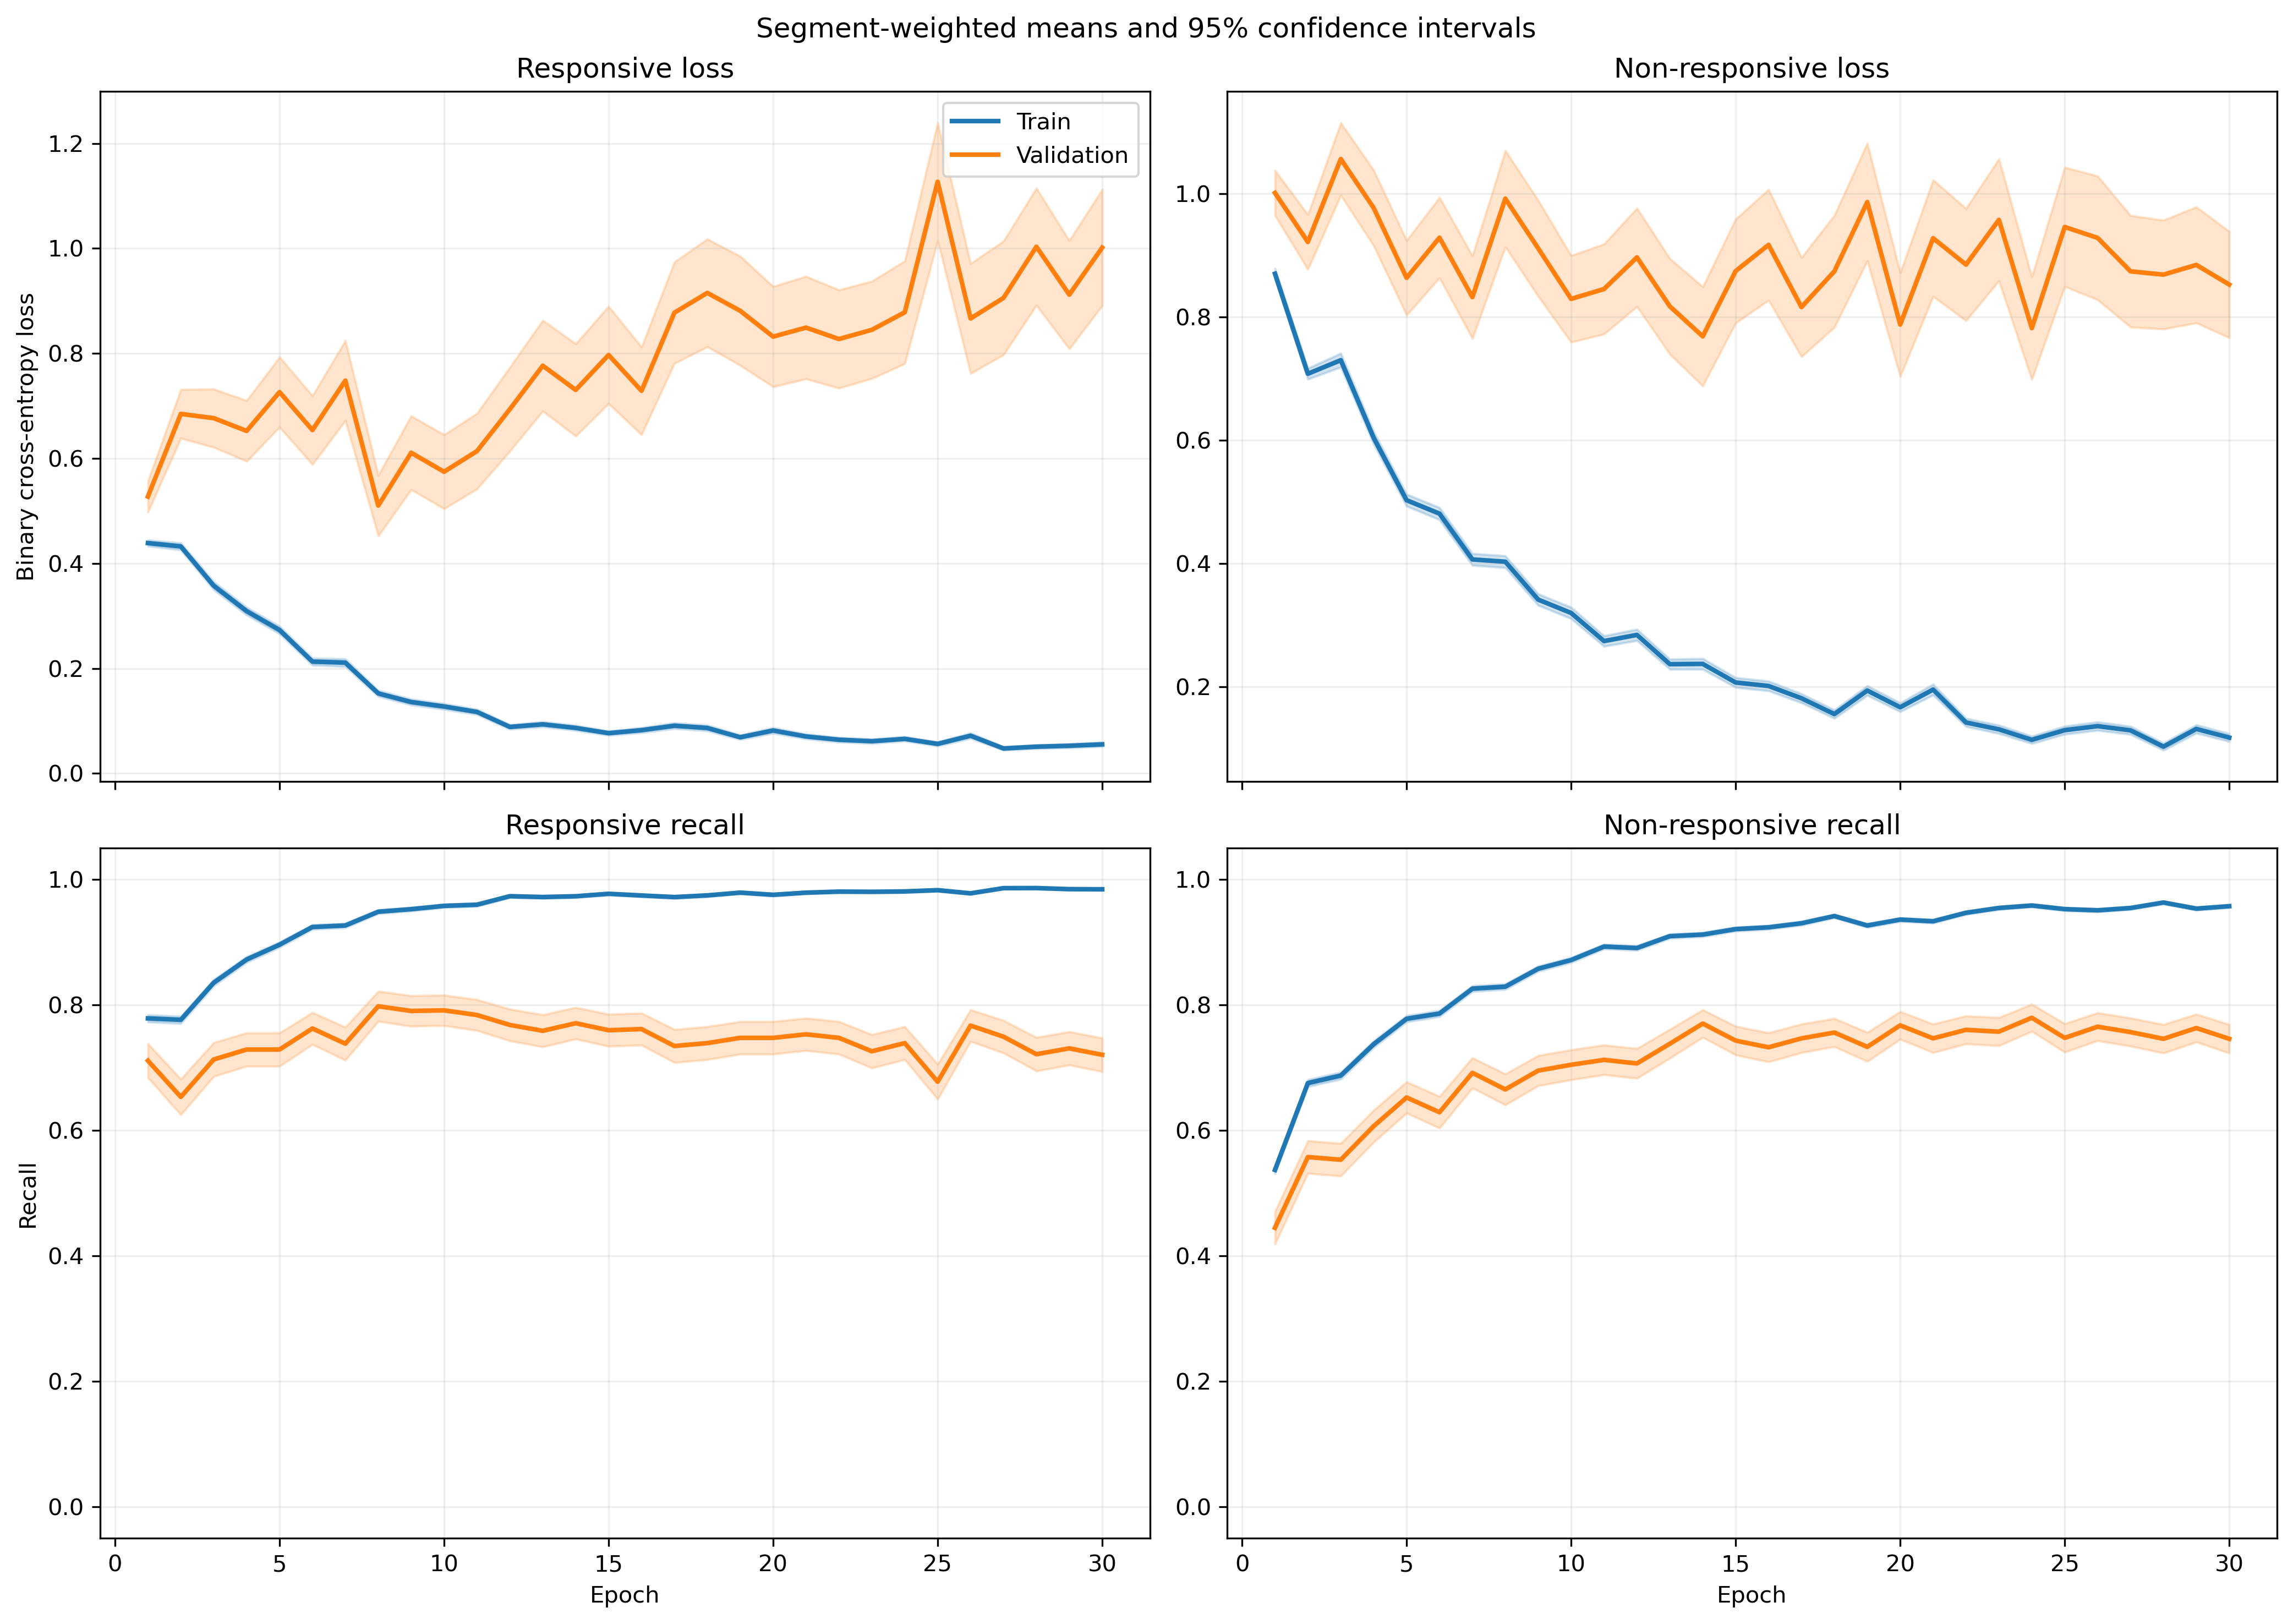 Segment-weighted means and 95% confidence intervals
Responsive loss
Non-responsive loss
Train
Validation
Binary cross-entropy loss
1.2
1.0
0.8
0.6
0.4
0.2
0.0
1.0
0.8
0.6
0.4
0.2
Responsive recall
Non-responsive recall
Recall
1.0
0.8
0.6
0.4
0.2
0.0
0 5 10 15 20 25 30
Epoch
1.0
0.8
0.6
0.4
0.2
0.0
0 5 10 15 20 25 30
Epoch